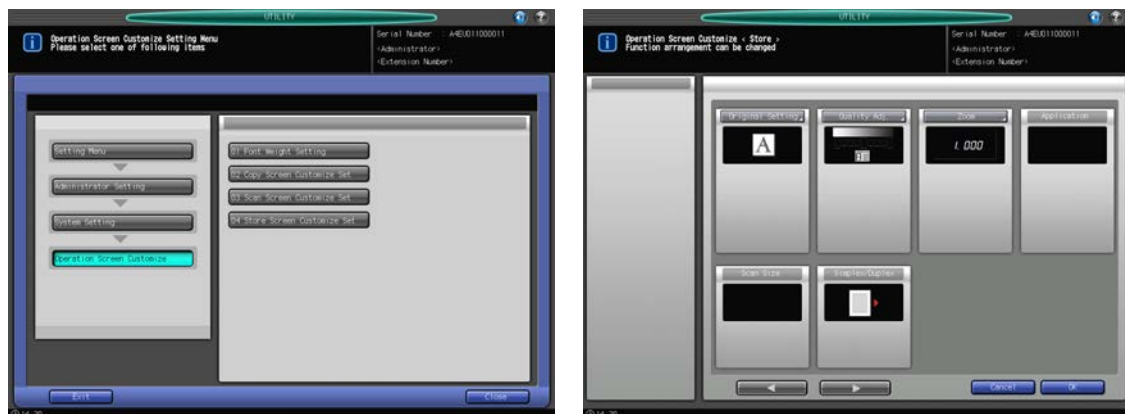 UTILITY
Operation Screen Customize Setting Menu
Please select one of following items
Serial Number : A4EU011000011
<Administrator>
<Extension Number>
Setting Menu
Administrator Setting
System Setting
Operation Screen Customize
01 Font Weight Setting
02 Copy Screen Customize Set.
03 Scan Screen Customize Set.
04 Store Screen Customize Set.
Exit
Close
UTILITY
Operation Screen Customize < Store >
Function arrangement can be changed
Serial Number : A4EU011000011
<Administrator>
<Extension Number>
Original Setting
Quality Adj.
Zoom
Application
A
1.000
Scan Size
Simplex/Duplex
Cancel
OK